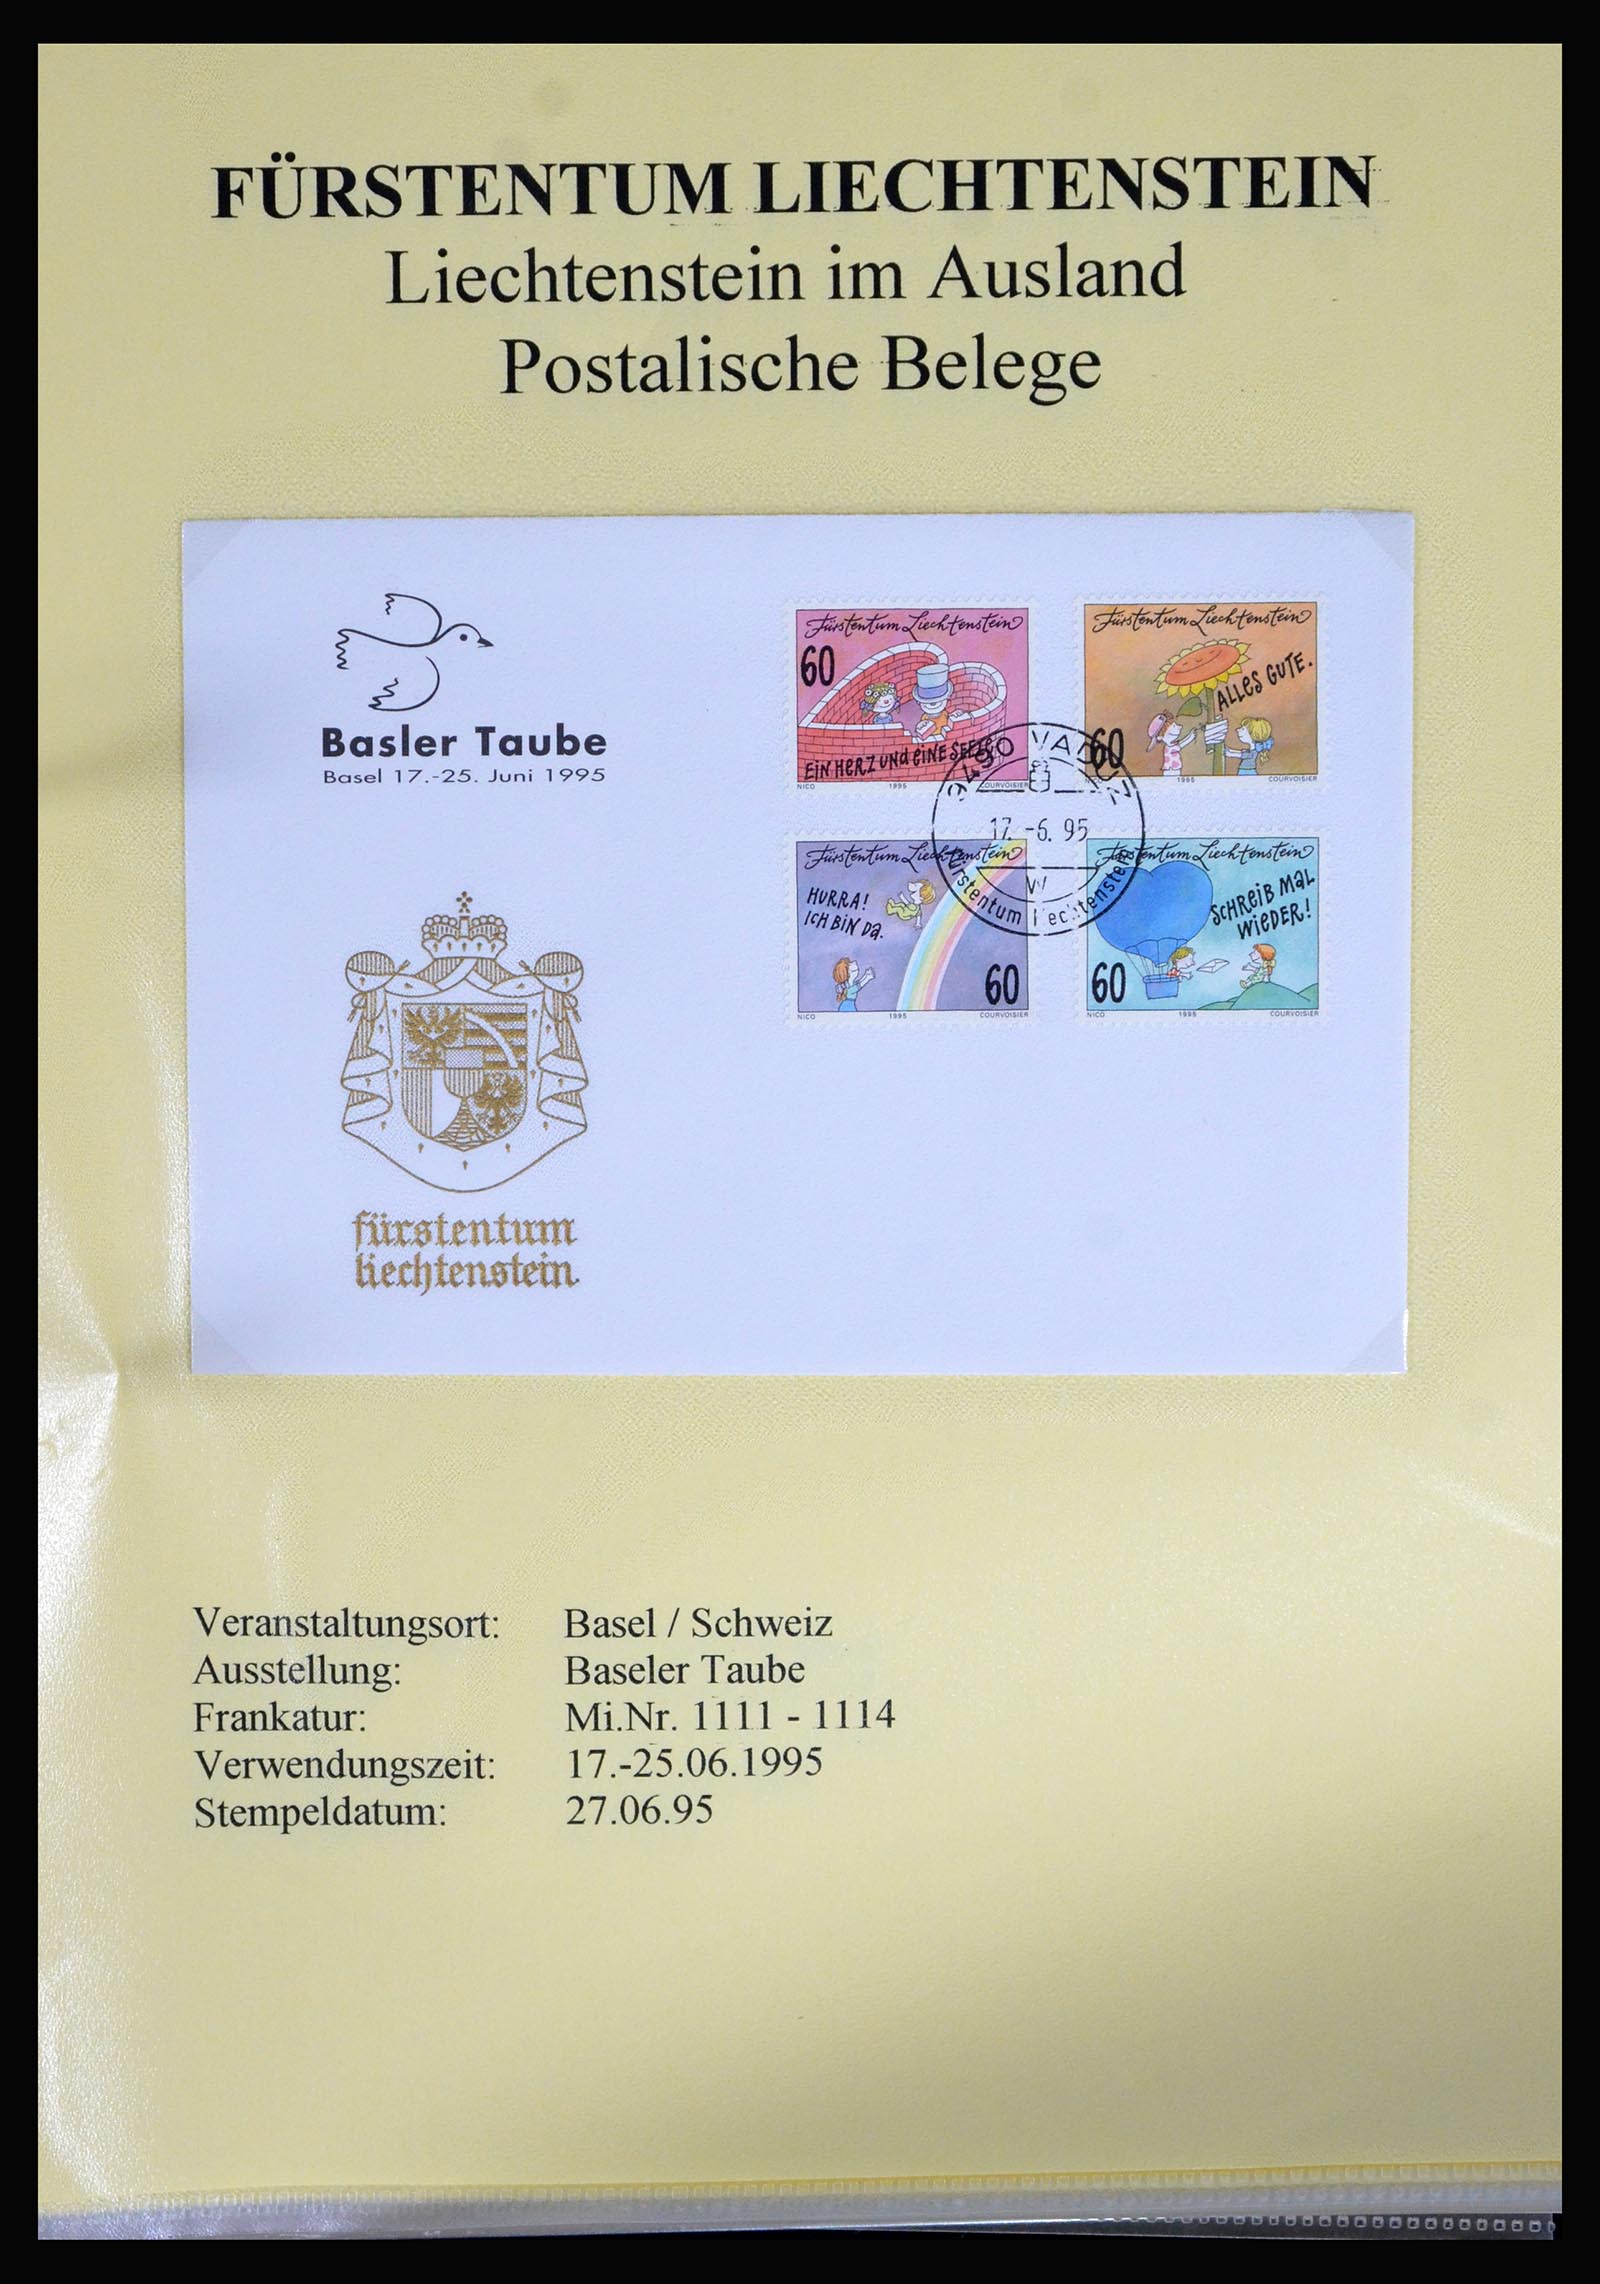 FÜRSTENTUM LIECHTENSTEIN
Liechtenstein im Ausland
Postalische Belege
Basler Taube
Basel 17.-25. Juni 1995
fürstentum
liechtenstein
Fürstentum Liechtenstein
60
EIN HERZ UND EINE SEELE
NICO 1995 COURVOISIER
Fürstentum Liechtenstein
ALLES GUTE.
60
NICO 1995 COURVOISIER
9490 VADUZ
17.-6. 95
W
Fürstentum Liechtenstein
Fürstentum Liechtenstein
HURRA!
ICH BIN DA.
60
NICO 1995 COURVOISIER
Fürstentum Liechtenstein
SCHREIB MAL
WIEDER!
60
NICO 1995 COURVOISIER
Veranstaltungsort: Basel / Schweiz
Ausstellung: Baseler Taube
Frankatur: Mi.Nr. 1111 - 1114
Verwendungszeit: 17.-25.06.1995
Stempeldatum: 27.06.95